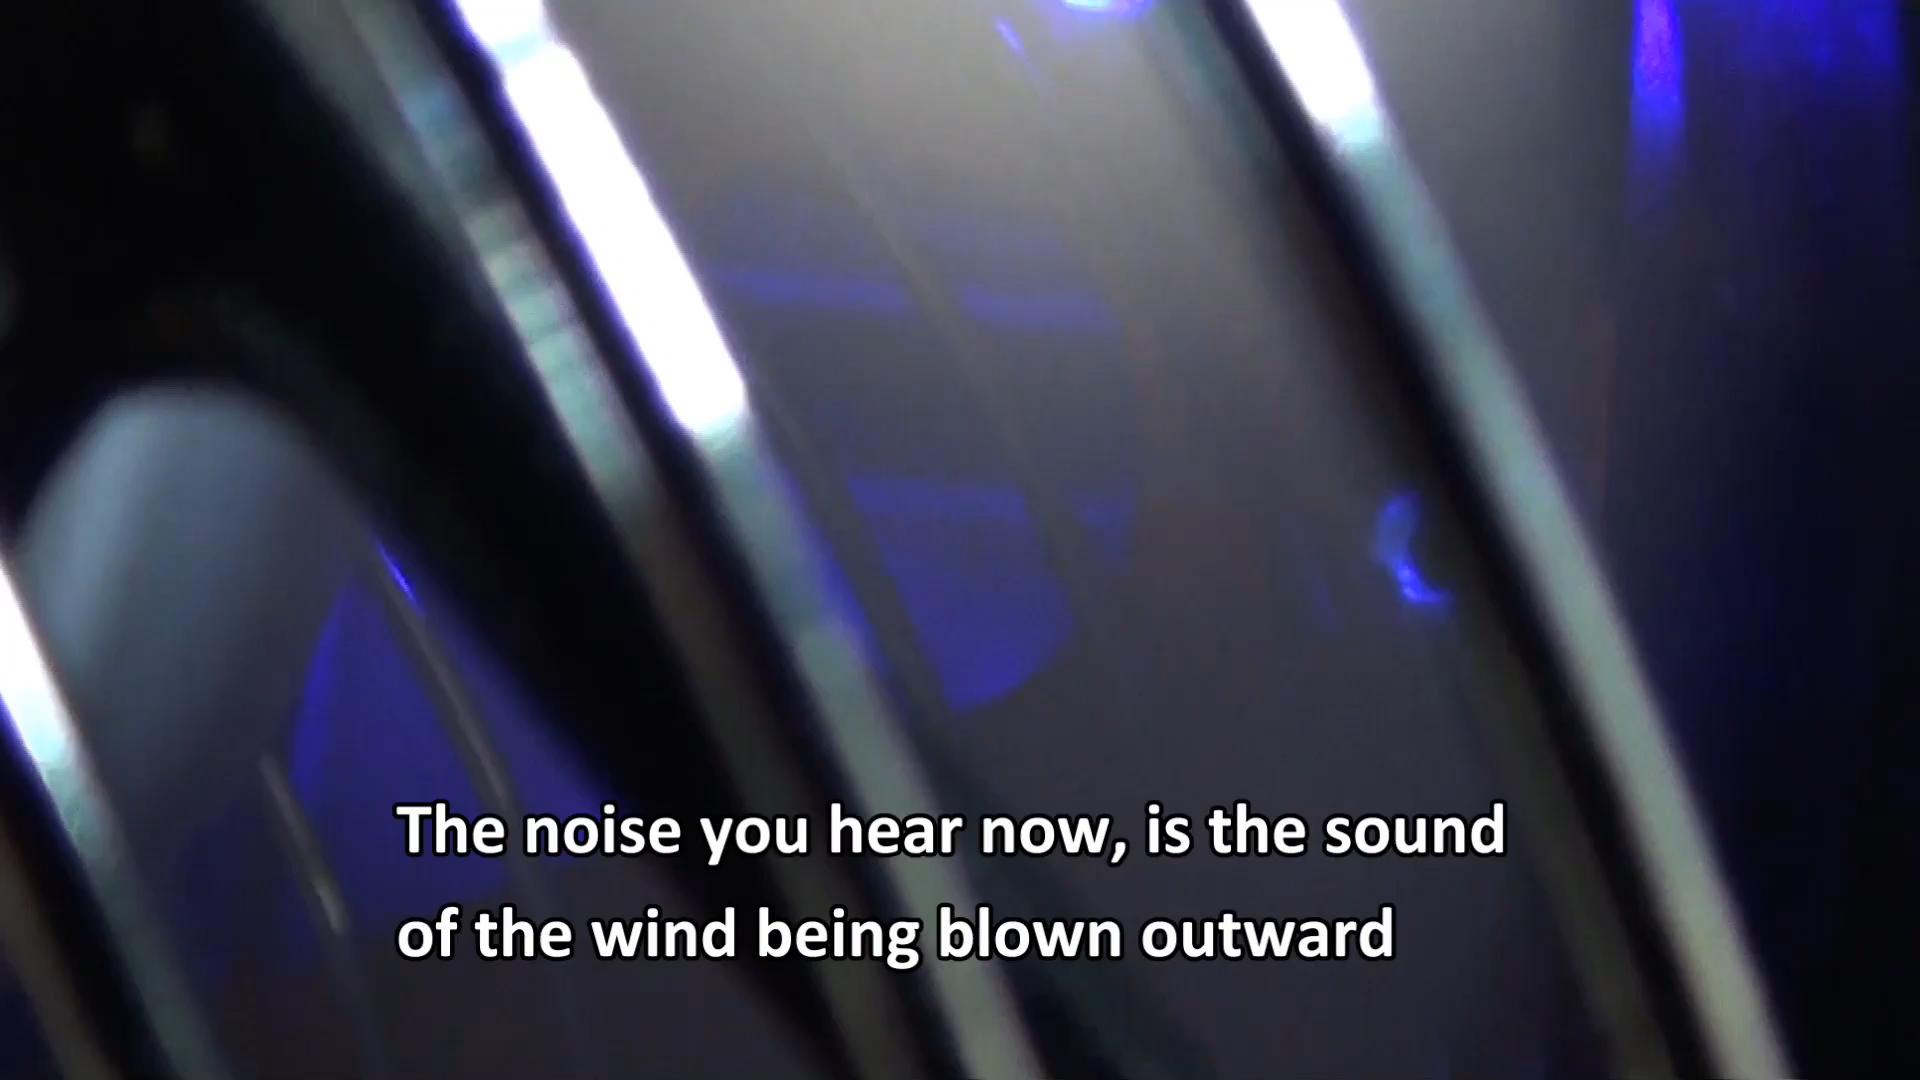 The noise you hear now, is the sound
of the wind being blown outward